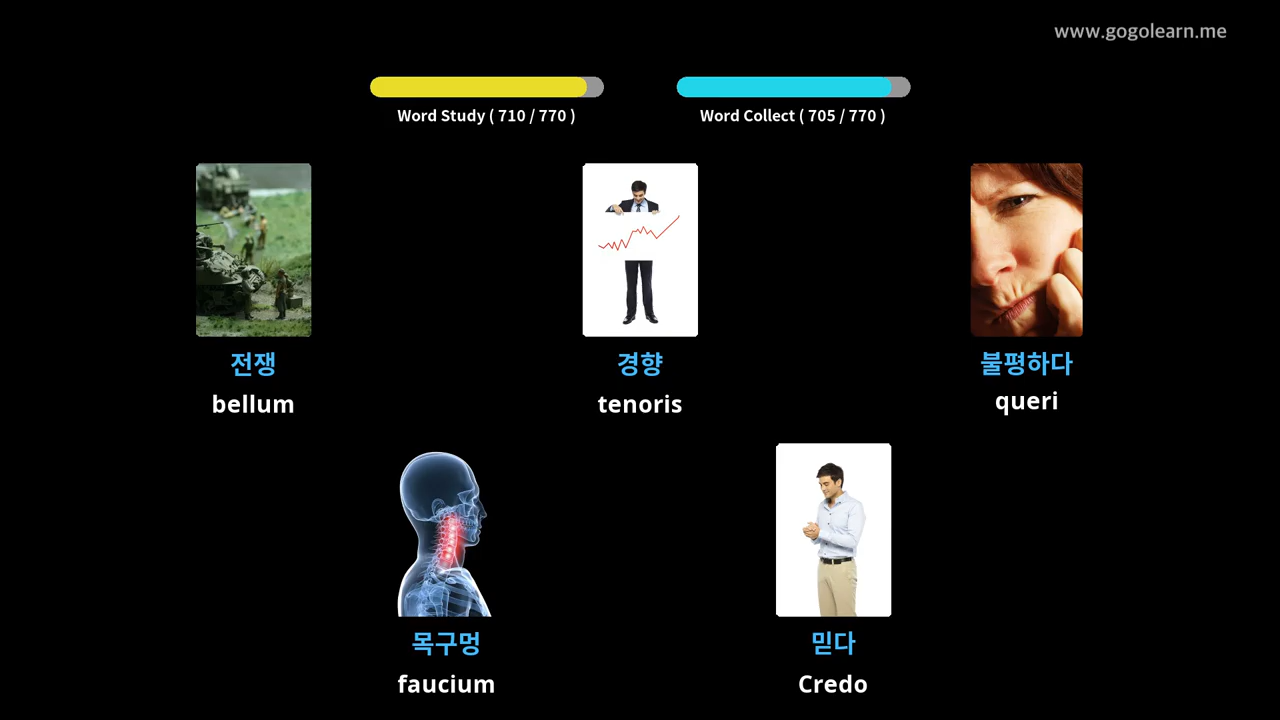 www.gogolearn.me
Word Study ( 710 / 770 )
Word Collect ( 705 / 770 )
전쟁
bellum
경향
tenoris
불평하다
queri
목구멍
faucium
믿다
Credo